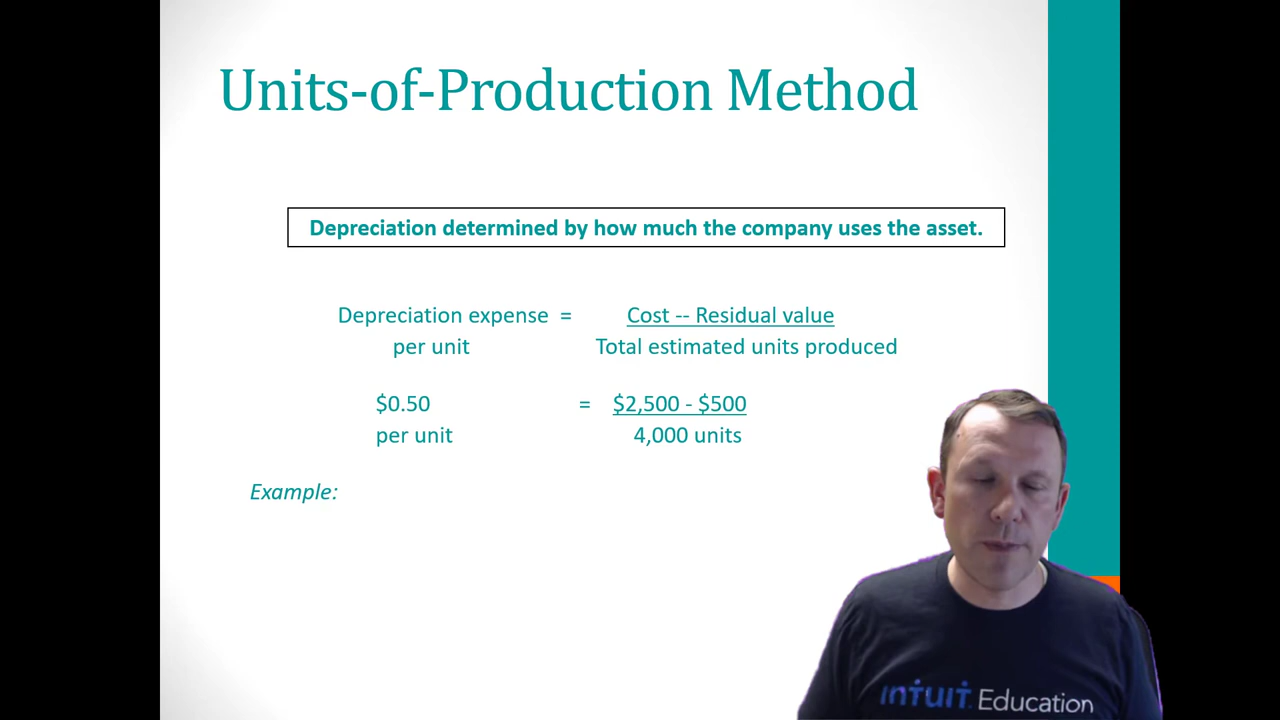 Units-of-Production Method
Depreciation determined by how much the company uses the asset.
Depreciation expense = Cost -- Residual value
per unit Total estimated units produced
$0.50 = $2,500 - $500
per unit 4,000 units
Example:
INTUIT Education